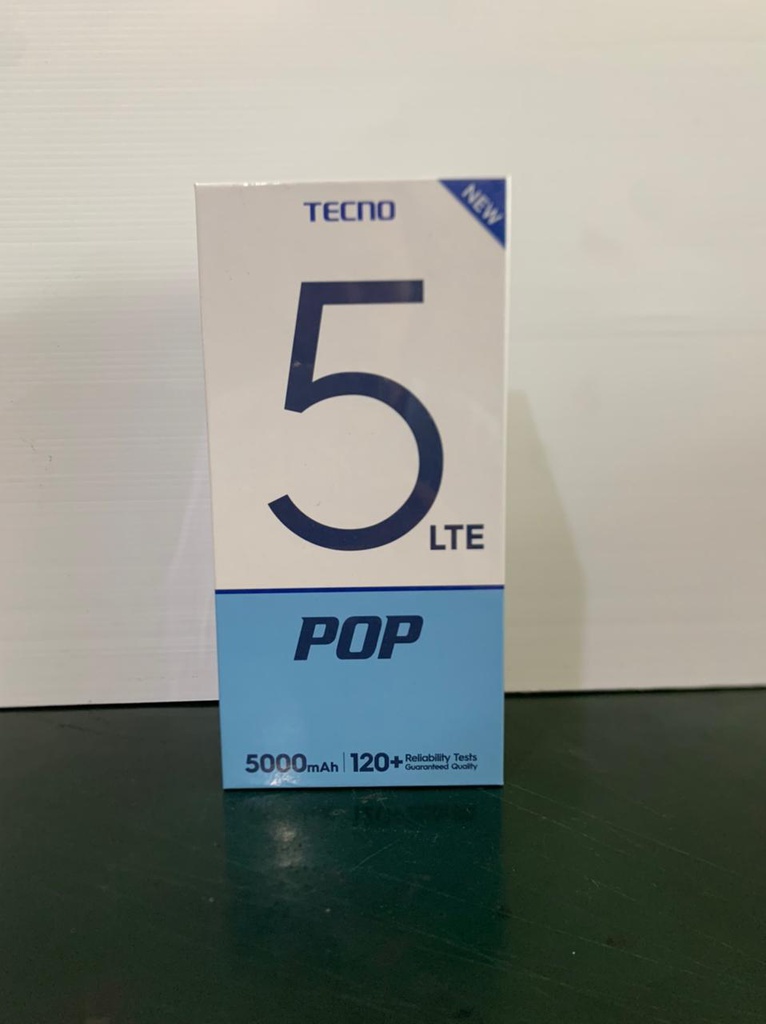 TECNO
NEW
5
LTE
POP
5000mAh | 120+ Reliability Tests
Guaranteed Quality